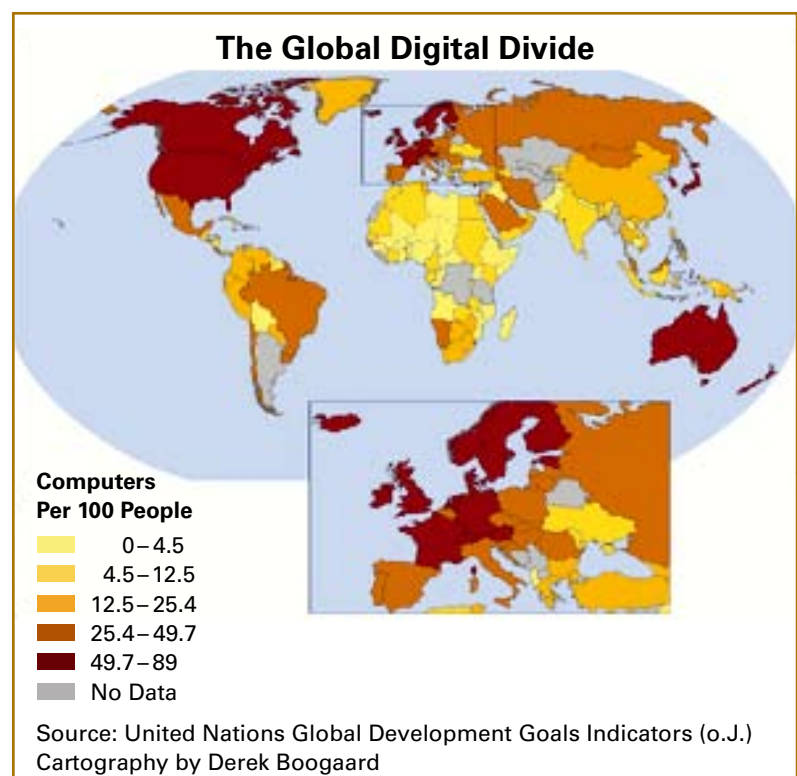 The Global Digital Divide
Computers
Per 100 People
0–4.5
4.5–12.5
12.5–25.4
25.4–49.7
49.7–89
No Data
Source: United Nations Global Development Goals Indicators (o.J.)
Cartography by Derek Boogaard